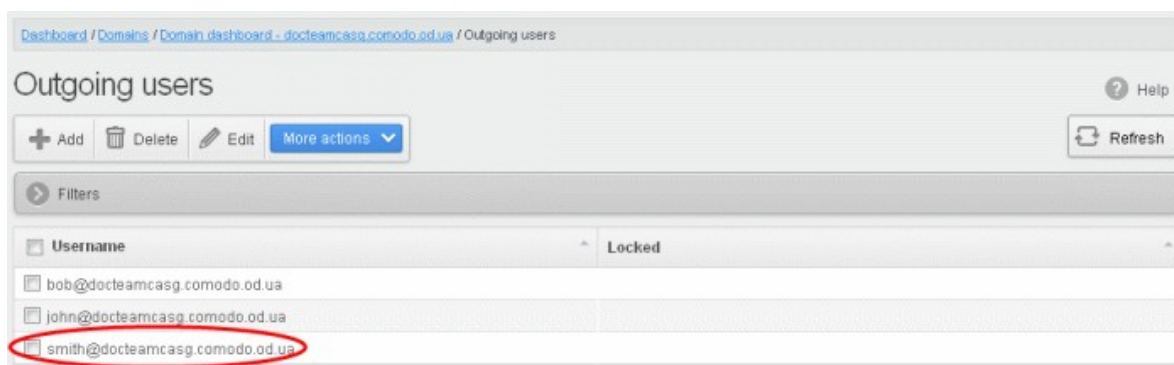 Dashboard / Domains / Domain dashboard - docteamcasg.comodo.od.ua / Outgoing users
Outgoing users
Help
Add Delete Edit More actions
Refresh
Filters
Username Locked
bob@docteamcasg.comodo.od.ua
john@docteamcasg.comodo.od.ua
smith@docteamcasg.comodo.od.ua